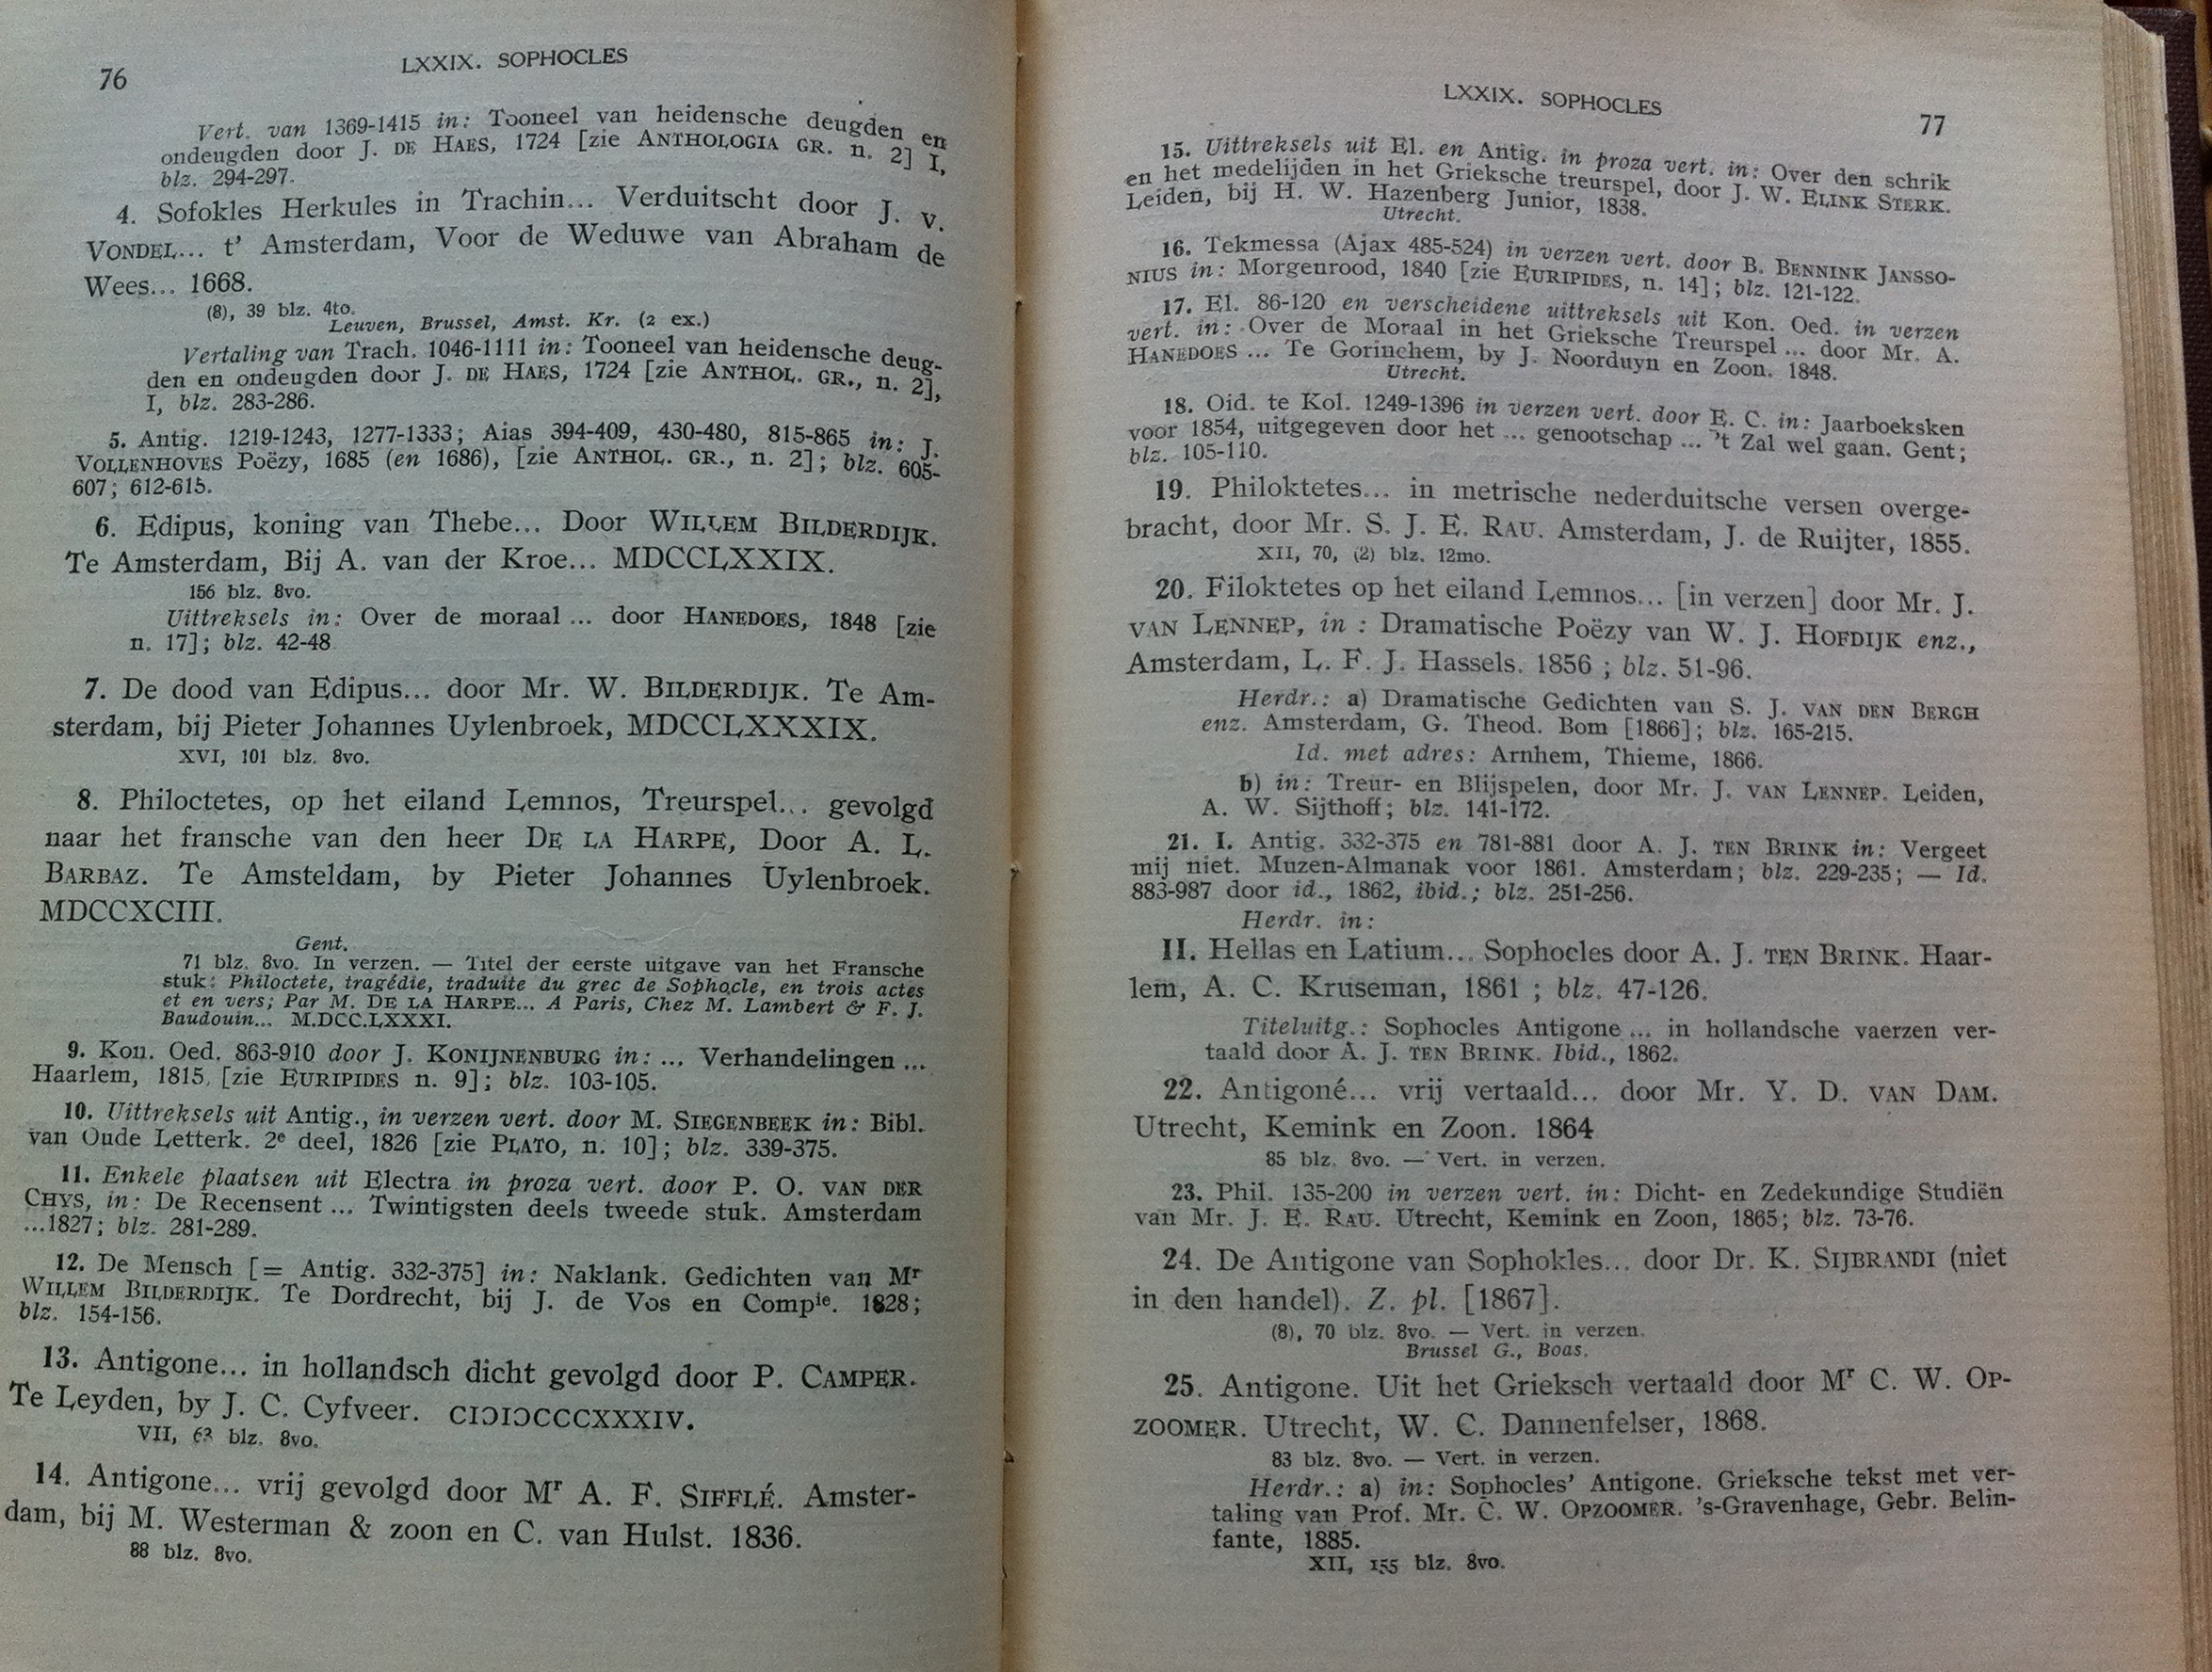 76
LXXIX. SOPHOCLES
Vert. van 1369-1415 in: Tooneel van heidensche deugden en
ondeugden door J. DE HAES, 1724 [zie ANTHOLOGIA GR. n. 2] I,
blz. 294-297.
4. Sofokles Herkules in Trachin... Verduitscht door J. v.
VONDEL... t' Amsterdam, Voor de Weduwe van Abraham de
Wees... 1668.
(8), 39 blz. 4to.
Leuven, Brussel, Amst. Kr. (2 ex.)
Vertaling van Trach. 1046-1111 in: Tooneel van heidensche deug-
den en ondeugden door J. DE HAES, 1724 [zie ANTHOL. GR., n. 2],
I, blz. 283-286.
5. Antig. 1219-1243, 1277-1333; Aias 394-409, 430-480, 815-865 in: J.
VOLLENHOVES Poëzy, 1685 (en 1686), [zie ANTHOL. GR., n. 2]; blz. 605-
607; 612-615.
6. Edipus, koning van Thebe... Door WILLEM BILDERDIJK.
Te Amsterdam, Bij A. van der Kroe... MDCCLXXIX.
156 blz. 8vo.
Uittreksels in: Over de moraal ... door HANEDOES, 1848 [zie
n. 17]; blz. 42-48
7. De dood van Edipus... door Mr. W. BILDERDIJK. Te Am-
sterdam, bij Pieter Johannes Uylenbroek, MDCCLXXXIX.
XVI, 101 blz. 8vo.
8. Philoctetes, op het eiland Lemnos, Treurspel... gevolgd
naar het fransche van den heer DE LA HARPE, Door A. L.
BARBAZ. Te Amsteldam, by Pieter Johannes Uylenbroek.
MDCCXCIII.
Gent.
71 blz. 8vo. In verzen. — Titel der eerste uitgave van het Fransche
stuk: Philoctete, tragédie, traduite du grec de Sophocle, en trois actes
et en vers; Par M. DE LA HARPE... A Paris, Chez M. Lambert & F. J.
Baudouin... M.DCC.LXXXI.
9. Kon. Oed. 863-910 door J. KONIJNENBURG in: ... Verhandelingen ...
Haarlem, 1815, [zie EURIPIDES n. 9]; blz. 103-105.
10. Uittreksels uit Antig., in verzen vert. door M. SIEGENBEEK in: Bibl.
van Oude Letterk. 2e deel, 1826 [zie PLATO, n. 10]; blz. 339-375.
11. Enkele plaatsen uit Electra in proza vert. door P. O. VAN DER
CHYS, in: De Recensent ... Twintigsten deels tweede stuk. Amsterdam
...1827; blz. 281-289.
12. De Mensch [= Antig. 332-375] in: Naklank. Gedichten van Mr
WILLEM BILDERDIJK. Te Dordrecht, bij J. de Vos en Compie. 1828;
blz. 154-156.
13. Antigone... in hollandsch dicht gevolgd door P. CAMPER.
Te Leyden, by J. C. Cyfveer. CIƆIƆCCCXXXIV.
VII, 63 blz. 8vo.
14. Antigone... vrij gevolgd door Mr A. F. SIFFLÉ. Amster-
dam, bij M. Westerman & zoon en C. van Hulst. 1836.
88 blz. 8vo.
LXXIX. SOPHOCLES
77
15. Uittreksels uit El. en Antig. in proza vert. in: Over den schrik
en het medelijden in het Grieksche treurspel, door J. W. ELINK STERK.
Leiden, bij H. W. Hazenberg Junior, 1838.
Utrecht.
16. Tekmessa (Ajax 485-524) in verzen vert. door B. BENNINK JANSSO-
NIUS in: Morgenrood, 1840 [zie EURIPIDES, n. 14]; blz. 121-122.
17. El. 86-120 en verscheidene uittreksels uit Kon. Oed. in verzen
vert. in: Over de Moraal in het Grieksche Treurspel ... door Mr. A.
HANEDOES ... Te Gorinchem, by J. Noorduyn en Zoon. 1848.
Utrecht.
18. Oid. te Kol. 1249-1396 in verzen vert. door E. C. in: Jaarboeksken
voor 1854, uitgegeven door het ... genootschap ... 't Zal wel gaan. Gent;
blz. 105-110.
19. Philoktetes... in metrische nederduitsche versen overge-
bracht, door Mr. S. J. E. RAU. Amsterdam, J. de Ruijter, 1855.
XII, 70, (2) blz. 12mo.
20. Filoktetes op het eiland Lemnos... [in verzen] door Mr. J.
VAN LENNEP, in : Dramatische Poëzy van W. J. HOFDIJK enz.,
Amsterdam, L. F. J. Hassels. 1856 ; blz. 51-96.
Herdr.: a) Dramatische Gedichten van S. J. VAN DEN BERGH
enz. Amsterdam, G. Theod. Bom [1866]; blz. 165-215.
Id. met adres: Arnhem, Thieme, 1866.
b) in: Treur- en Blijspelen, door Mr. J. VAN LENNEP. Leiden,
A. W. Sijthoff; blz. 141-172.
21. I. Antig. 332-375 en 781-881 door A. J. TEN BRINK in: Vergeet
mij niet. Muzen-Almanak voor 1861. Amsterdam; blz. 229-235; — Id.
883-987 door id., 1862, ibid.; blz. 251-256.
Herdr. in:
II. Hellas en Latium... Sophocles door A. J. TEN BRINK. Haar-
lem, A. C. Kruseman, 1861 ; blz. 47-126.
Titeluitg.: Sophocles Antigone ... in hollandsche vaerzen ver-
taald door A. J. TEN BRINK. Ibid., 1862.
22. Antigoné... vrij vertaald... door Mr. Y. D. VAN DAM.
Utrecht, Kemink en Zoon. 1864
85 blz. 8vo. — Vert. in verzen.
23. Phil. 135-200 in verzen vert. in: Dicht- en Zedekundige Studiën
van Mr. J. E. RAU. Utrecht, Kemink en Zoon, 1865; blz. 73-76.
24. De Antigone van Sophokles... door Dr. K. SIJBRANDI (niet
in den handel). Z. pl. [1867].
(8), 70 blz. 8vo. — Vert. in verzen.
Brussel G., Boas.
25. Antigone. Uit het Grieksch vertaald door Mr C. W. OP-
ZOOMER. Utrecht, W. C. Dannenfelser, 1868.
83 blz. 8vo. — Vert. in verzen.
Herdr.: a) in: Sophocles' Antigone. Grieksche tekst met ver-
taling van Prof. Mr. C. W. OPZOOMER. 's-Gravenhage, Gebr. Belin-
fante, 1885.
XII, 155 blz. 8vo.